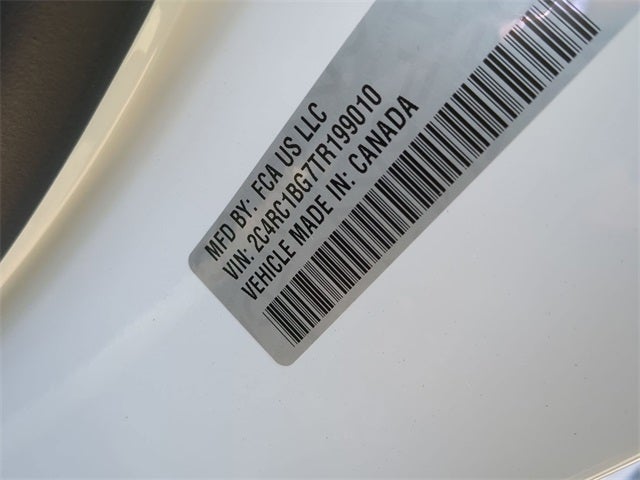 MFD BY: FCA US LLC
VIN: 2C4RC1BG7TR199010
VEHICLE MADE IN: CANADA